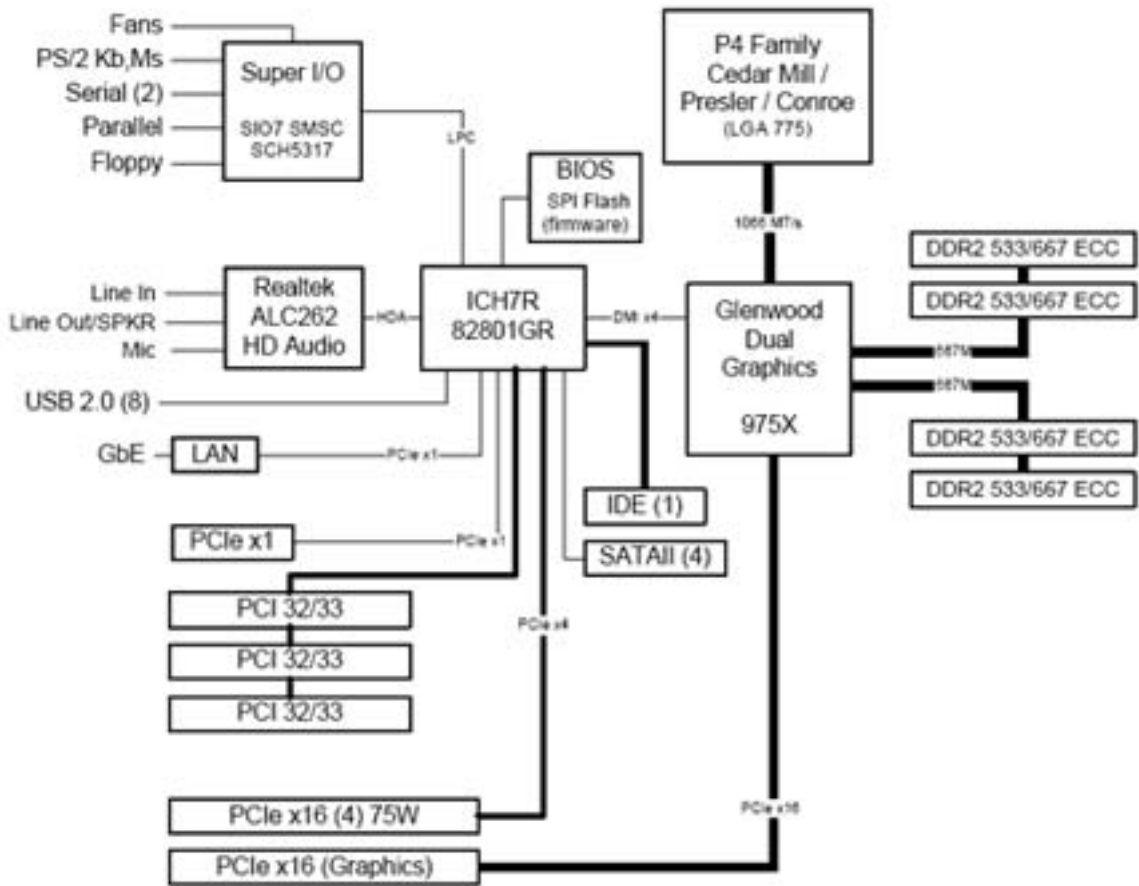 Fans
PS/2 Kb,Ms
Serial (2)
Parallel
Floppy
Super I/O
SIO7 SMSC
SCH5317
LPC
P4 Family
Cedar Mill /
Presler / Conroe
(LGA 775)
BIOS
SPI Flash
(firmware)
1066 MT/s
DDR2 533/667 ECC
DDR2 533/667 ECC
Line In
Line Out/SPKR
Mic
Realtek
ALC262
HD Audio
HDA
ICH7R
82801GR
DMI x4
Glenwood
Dual
Graphics
975X
667M
667M
DDR2 533/667 ECC
DDR2 533/667 ECC
USB 2.0 (8)
GbE
LAN
PCIe x1
IDE (1)
PCIe x1
PCIe x1
SATAII (4)
PCI 32/33
PCI 32/33
PCI 32/33
PCIe x4
PCIe x16 (4) 75W
PCIe x16
PCIe x16 (Graphics)